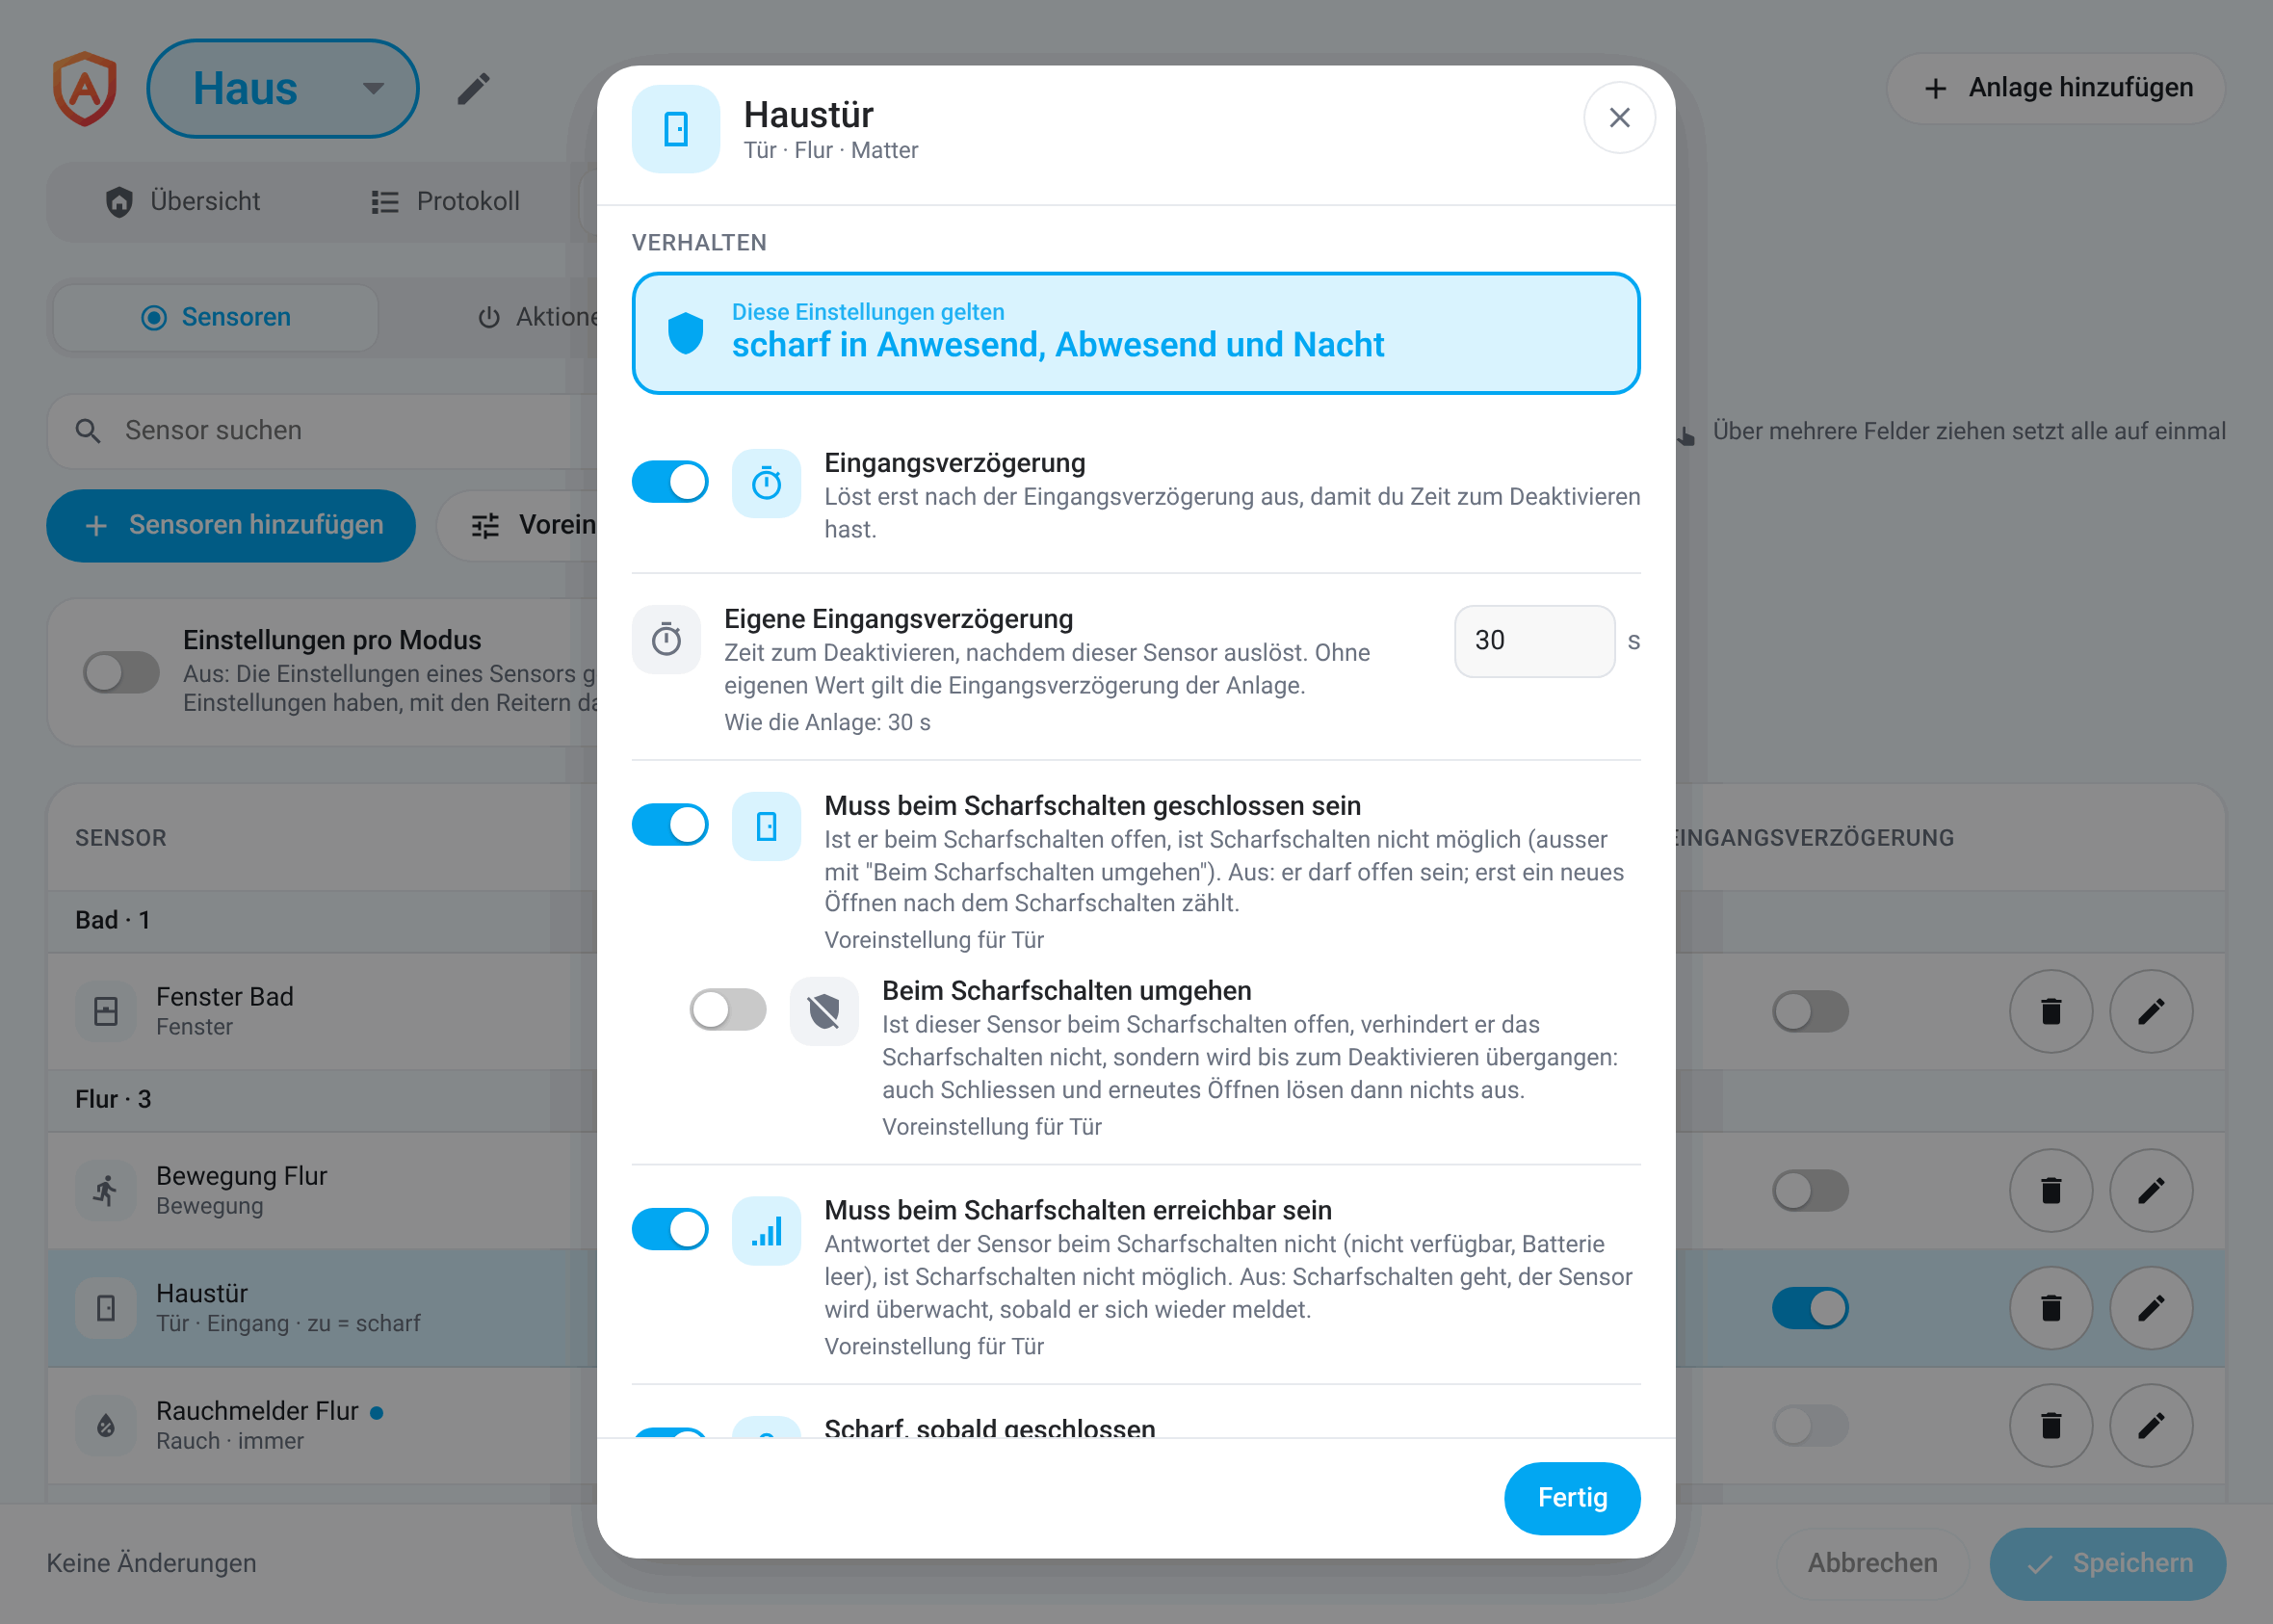 Haus
Anlage hinzufügen
Übersicht
Protokoll
Sensoren
Sensor suchen
Über mehrere Felder ziehen setzt alle auf einmal
Sensoren hinzufügen
Einstellungen pro Modus
Aus: Die Einstellungen eines Sensors
Einstellungen haben, mit den Reitern
SENSOR
EINGANGSVERZÖGERUNG
Bad · 1
Fenster Bad
Fenster
Flur · 3
Bewegung Flur
Bewegung
Haustür
Tür · Eingang · zu = scharf
Rauchmelder Flur
Rauch · immer
Keine Änderungen
Abbrechen
Speichern
Haustür
Tür · Flur · Matter
VERHALTEN
Diese Einstellungen gelten
scharf in Anwesend, Abwesend und Nacht
Eingangsverzögerung
Löst erst nach der Eingangsverzögerung aus, damit du Zeit zum Deaktivieren
hast.
Eigene Eingangsverzögerung
Zeit zum Deaktivieren, nachdem dieser Sensor auslöst. Ohne
eigenen Wert gilt die Eingangsverzögerung der Anlage.
Wie die Anlage: 30 s
30 s
Muss beim Scharfschalten geschlossen sein
Ist er beim Scharfschalten offen, ist Scharfschalten nicht möglich (ausser
mit "Beim Scharfschalten umgehen"). Aus: er darf offen sein; erst ein neues
Öffnen nach dem Scharfschalten zählt.
Voreinstellung für Tür
Beim Scharfschalten umgehen
Ist dieser Sensor beim Scharfschalten offen, verhindert er das
Scharfschalten nicht, sondern wird bis zum Deaktivieren übergangen:
auch Schliessen und erneutes Öffnen lösen dann nichts aus.
Voreinstellung für Tür
Muss beim Scharfschalten erreichbar sein
Antwortet der Sensor beim Scharfschalten nicht (nicht verfügbar, Batterie
leer), ist Scharfschalten nicht möglich. Aus: Scharfschalten geht, der Sensor
wird überwacht, sobald er sich wieder meldet.
Voreinstellung für Tür
Scharf, sobald geschlossen
Fertig